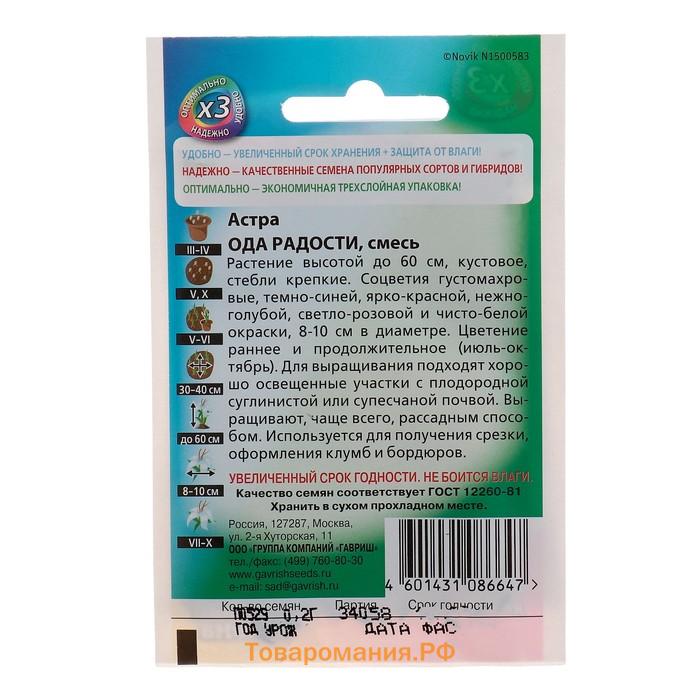 ©Novik N1500583
ОПТИМАЛЬНО УДОБНО НАДЕЖНО
х3
УДОБНО — УВЕЛИЧЕННЫЙ СРОК ХРАНЕНИЯ + ЗАЩИТА ОТ ВЛАГИ!
НАДЕЖНО — КАЧЕСТВЕННЫЕ СЕМЕНА ПОПУЛЯРНЫХ СОРТОВ И ГИБРИДОВ!
ОПТИМАЛЬНО — ЭКОНОМИЧНАЯ ТРЕХСЛОЙНАЯ УПАКОВКА!
Астра
ОДА РАДОСТИ, смесь
Растение высотой до 60 см, кустовое,
стебли крепкие. Соцветия густомахро-
вые, темно-синей, ярко-красной, нежно-
голубой, светло-розовой и чисто-белой
окраски, 8-10 см в диаметре. Цветение
раннее и продолжительное (июль-ок-
тябрь). Для выращивания подходят хоро-
шо освещенные участки с плодородной
суглинистой или супесчаной почвой. Вы-
ращивают, чаще всего, рассадным спосо-
бом. Используется для получения срезки,
оформления клумб и бордюров.
III–IV
V, X
V–VI
30–40 см
до 60 см
8–10 см
VII–X
УВЕЛИЧЕННЫЙ СРОК ГОДНОСТИ. НЕ БОИТСЯ ВЛАГИ.
Качество семян соответствует ГОСТ 12260-81
Хранить в сухом прохладном месте.
Россия, 127287, Москва,
ул. 2-я Хуторская, 11
ООО "ГРУППА КОМПАНИЙ "ГАВРИШ"
тел./факс: (499) 760-80-30
www.gavrishseeds.ru
e-mail: sad@gavrish.ru
4 601431 086647 >
Кол-во семян Партия Срок годности
0,2Г 34058
ГОД УРОЖ ДАТА ФАС
Товаромания.РФ